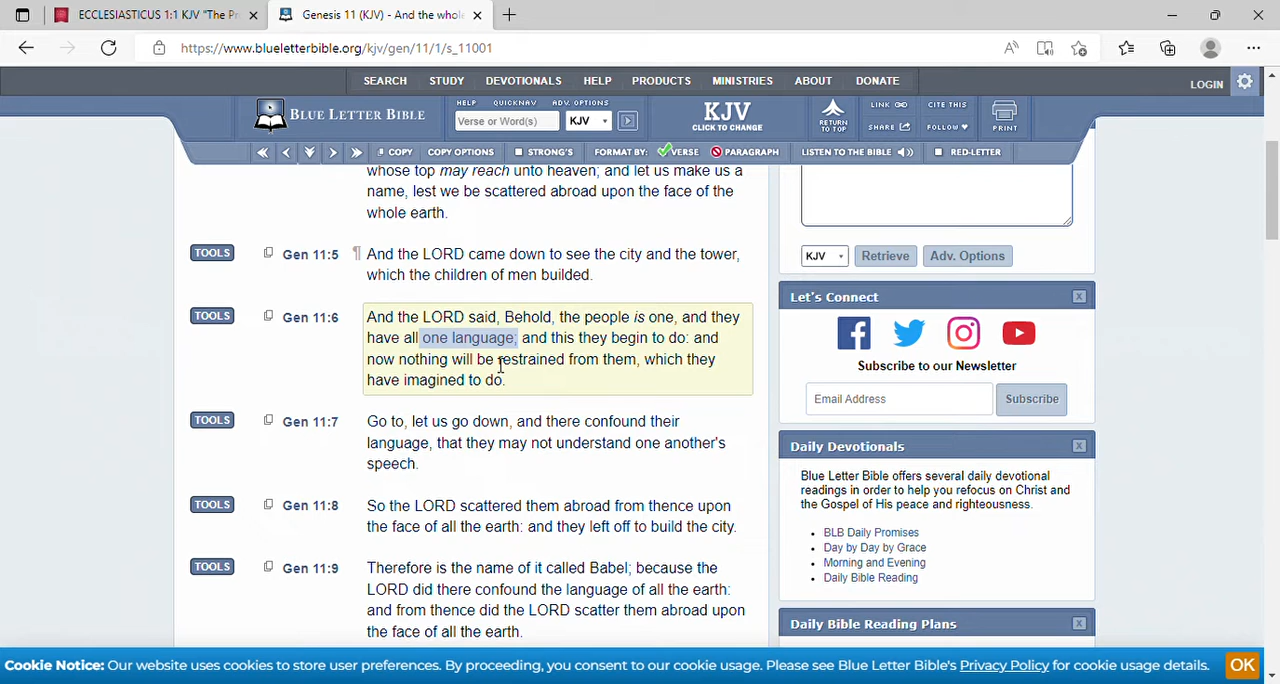 ECCLESIASTICUS 1:1 KJV "The Pr
Genesis 11 (KJV) - And the whole
https://www.blueletterbible.org/kjv/gen/11/1/s_11001
SEARCH STUDY DEVOTIONALS HELP PRODUCTS MINISTRIES ABOUT DONATE
LOGIN
BLUE LETTER BIBLE
HELP QUICKNAV ADV. OPTIONS
Verse or Word(s) KJV
KJV
CLICK TO CHANGE
RETURN
TO TOP
LINK CITE THIS
SHARE FOLLOW
PRINT
COPY COPY OPTIONS STRONG'S FORMAT BY: VERSE PARAGRAPH LISTEN TO THE BIBLE RED-LETTER
whose top may reach unto heaven; and let us make us a
name, lest we be scattered abroad upon the face of the
whole earth.
TOOLS Gen 11:5 ¶ And the LORD came down to see the city and the tower,
which the children of men builded.
TOOLS Gen 11:6 And the LORD said, Behold, the people is one, and they
have all one language; and this they begin to do: and
now nothing will be restrained from them, which they
have imagined to do.
TOOLS Gen 11:7 Go to, let us go down, and there confound their
language, that they may not understand one another's
speech.
TOOLS Gen 11:8 So the LORD scattered them abroad from thence upon
the face of all the earth: and they left off to build the city.
TOOLS Gen 11:9 Therefore is the name of it called Babel; because the
LORD did there confound the language of all the earth:
and from thence did the LORD scatter them abroad upon
the face of all the earth.
KJV Retrieve Adv. Options
Let's Connect X
Subscribe to our Newsletter
Email Address Subscribe
Daily Devotionals X
Blue Letter Bible offers several daily devotional
readings in order to help you refocus on Christ and
the Gospel of His peace and righteousness.
BLB Daily Promises
Day by Day by Grace
Morning and Evening
Daily Bible Reading
Daily Bible Reading Plans X
Cookie Notice: Our website uses cookies to store user preferences. By proceeding, you consent to our cookie usage. Please see Blue Letter Bible's Privacy Policy for cookie usage details. OK